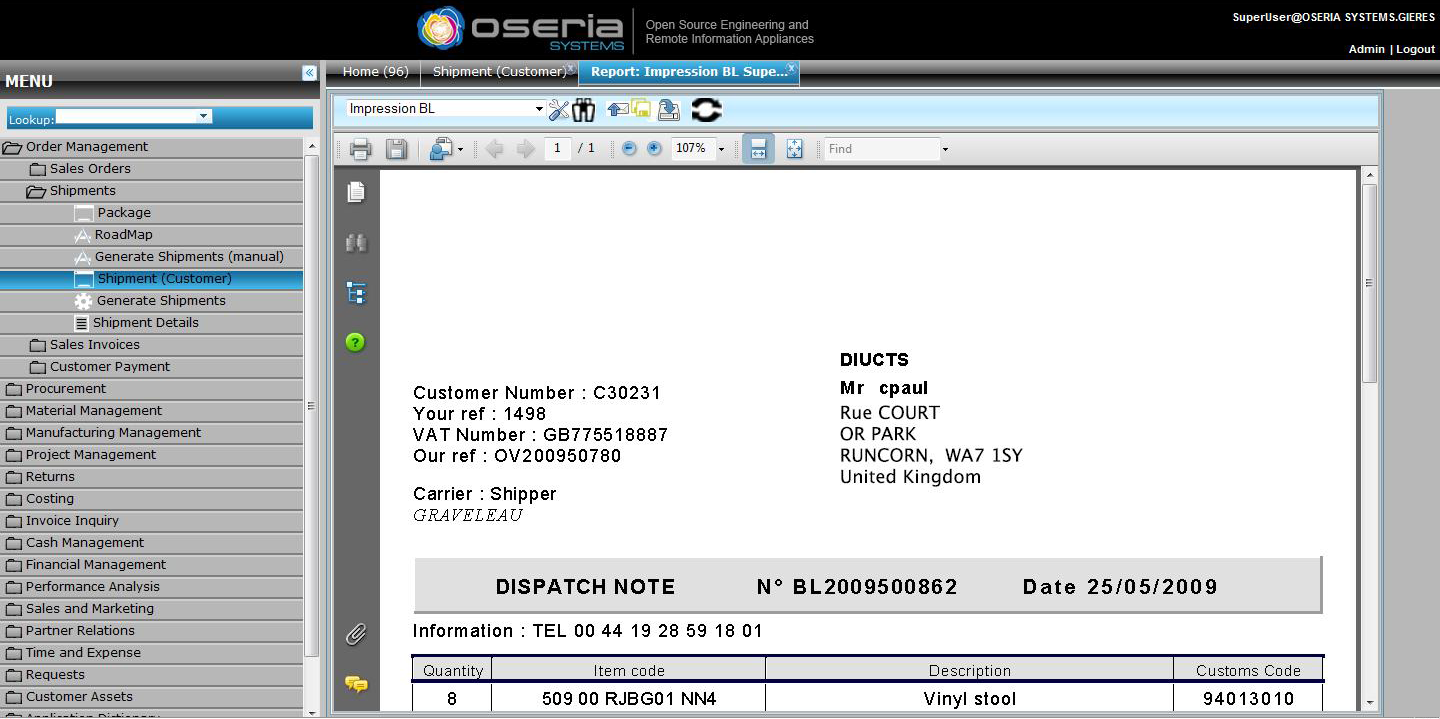 oseria
SYSTEMS
Open Source Engineering and
Remote Information Appliances
SuperUser@OSERIA SYSTEMS.GIERES
Admin | Logout
MENU
Lookup:
Order Management
Sales Orders
Shipments
Package
RoadMap
Generate Shipments (manual)
Shipment (Customer)
Generate Shipments
Shipment Details
Sales Invoices
Customer Payment
Procurement
Material Management
Manufacturing Management
Project Management
Returns
Costing
Invoice Inquiry
Cash Management
Financial Management
Performance Analysis
Sales and Marketing
Partner Relations
Time and Expense
Requests
Customer Assets
Application Dictionary
Home (96) Shipment (Customer) Report: Impression BL Supe...
Impression BL
1 / 1 107% Find
DIUCTS
Mr cpaul
Rue COURT
OR PARK
RUNCORN, WA7 1SY
United Kingdom
Customer Number : C30231
Your ref : 1498
VAT Number : GB775518887
Our ref : OV200950780
Carrier : Shipper
GRAVELEAU
DISPATCH NOTE N° BL2009500862 Date 25/05/2009
Information : TEL 00 44 19 28 59 18 01
Quantity Item code Description Customs Code
8 509 00 RJBG01 NN4 Vinyl stool 94013010